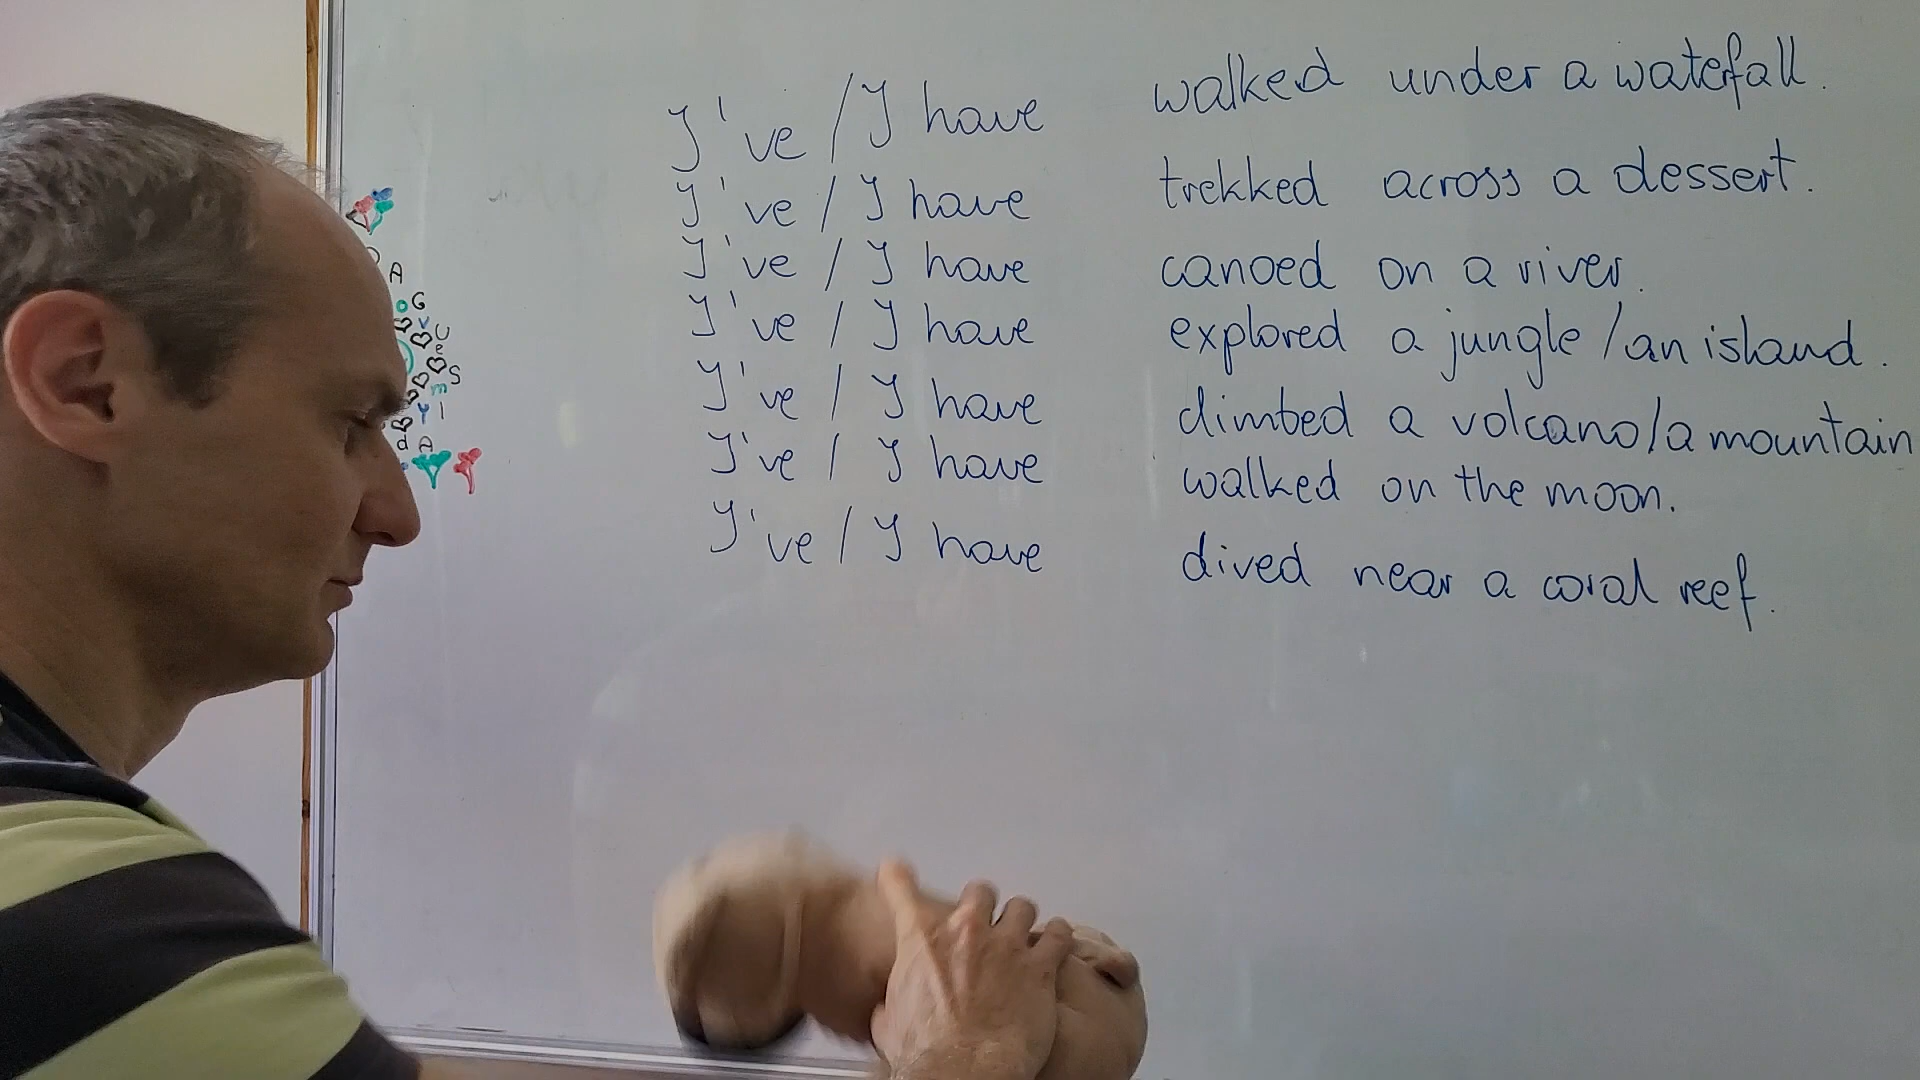 I've / I have walked under a waterfall.
I've / I have trekked across a dessert.
I've / I have canoed on a river.
I've / I have explored a jungle / an island.
I've / I have climbed a volcano / a mountain
I've / I have walked on the moon.
I've / I have dived near a coral reef.